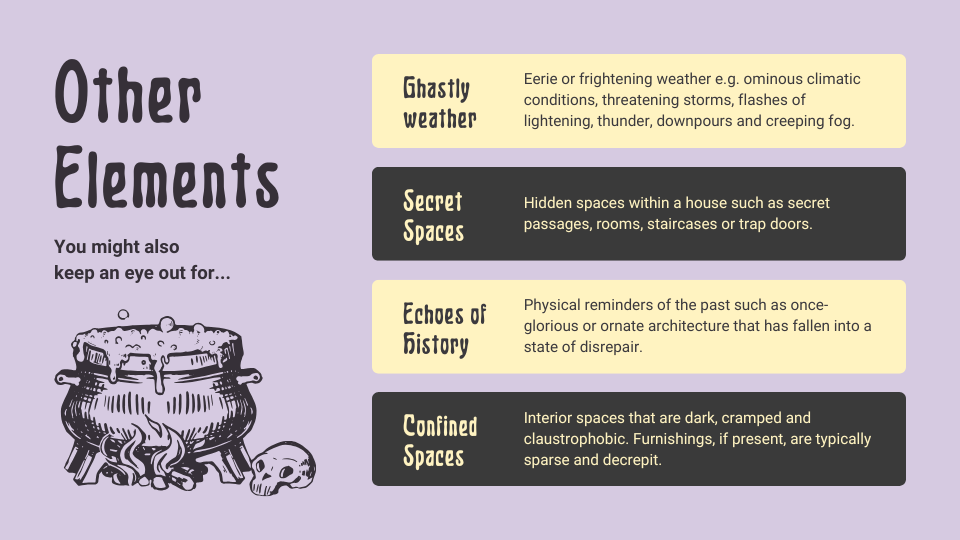 Other
Elements
You might also
keep an eye out for...
Ghastly
weather
Eerie or frightening weather e.g. ominous climatic
conditions, threatening storms, flashes of
lightening, thunder, downpours and creeping fog.
Secret
Spaces
Hidden spaces within a house such as secret
passages, rooms, staircases or trap doors.
Echoes of
History
Physical reminders of the past such as once-
glorious or ornate architecture that has fallen into a
state of disrepair.
Confined
Spaces
Interior spaces that are dark, cramped and
claustrophobic. Furnishings, if present, are typically
sparse and decrepit.